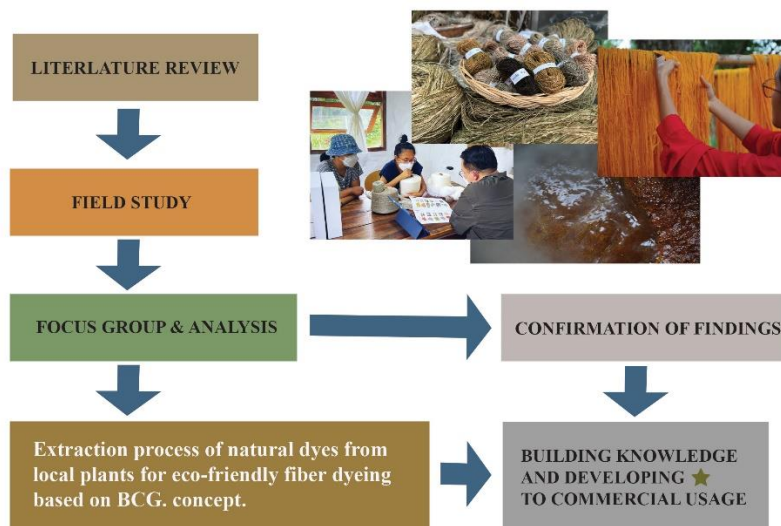 LITERLATURE REVIEW
FIELD STUDY
FOCUS GROUP & ANALYSIS
CONFIRMATION OF FINDINGS
Extraction process of natural dyes from
local plants for eco-friendly fiber dyeing
based on BCG. concept.
BUILDING KNOWLEDGE
AND DEVELOPING
TO COMMERCIAL USAGE